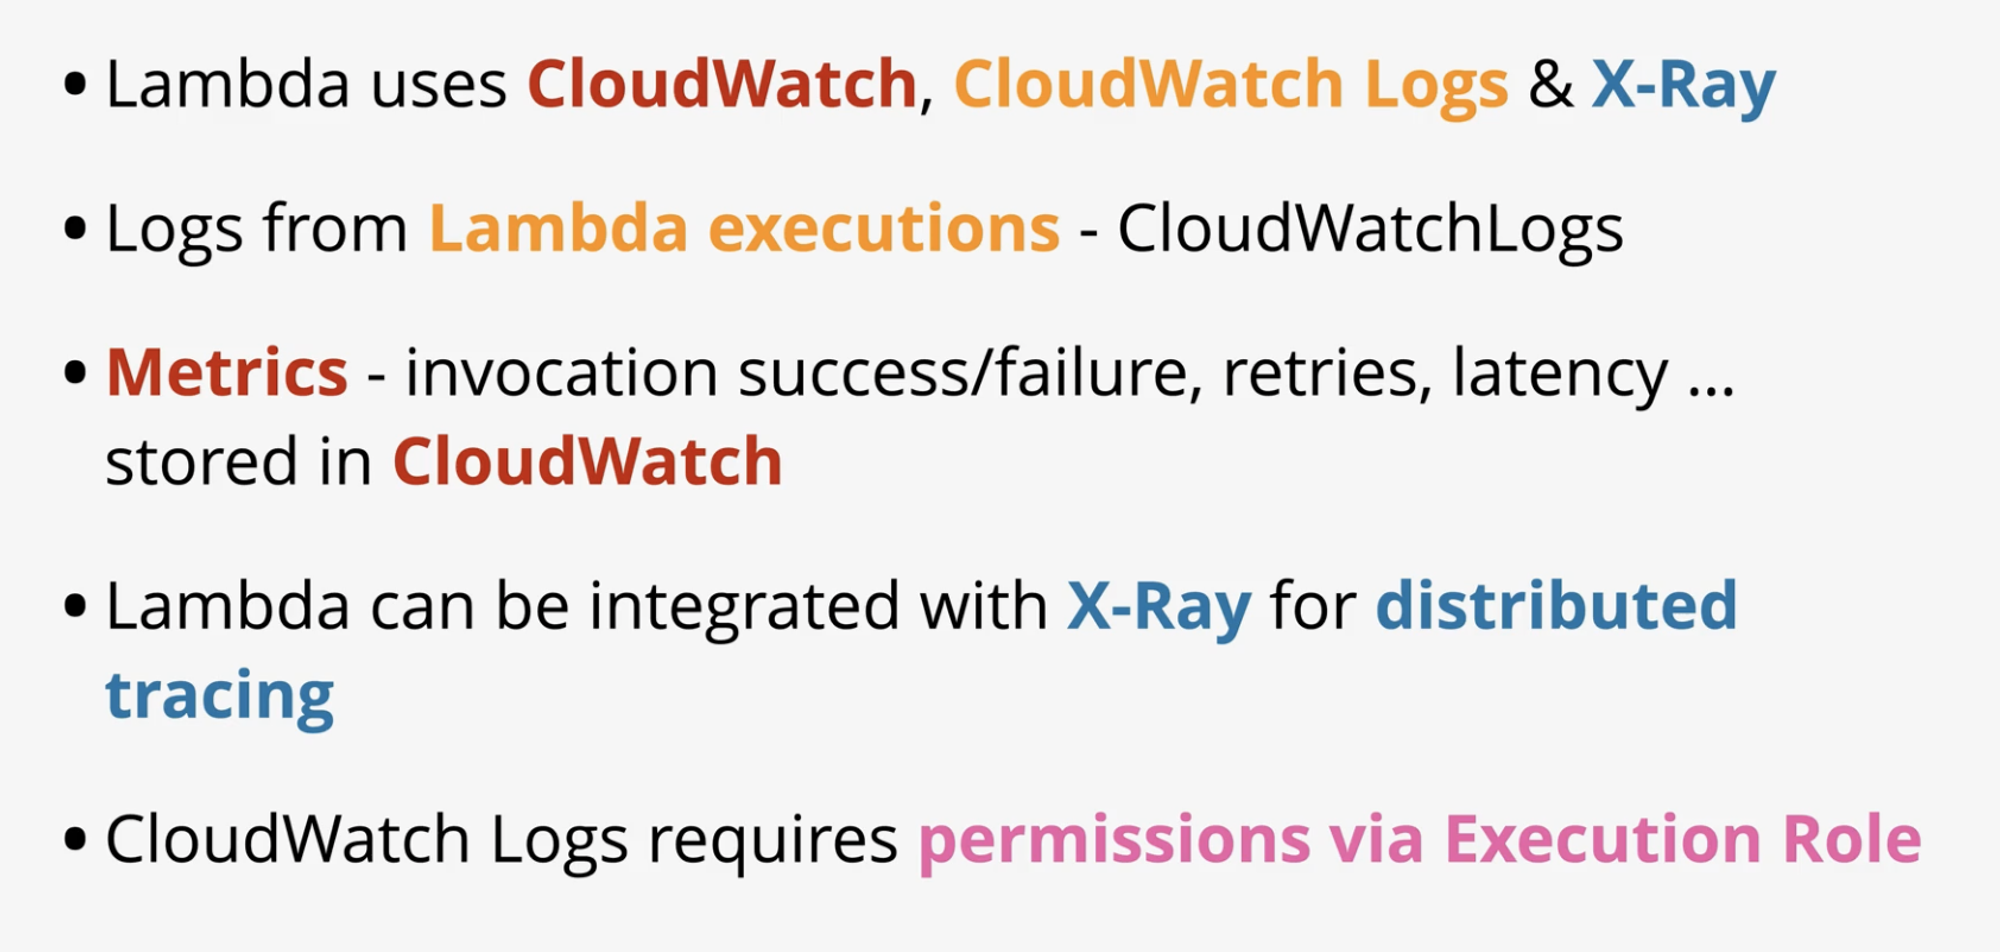 • Lambda uses CloudWatch, CloudWatch Logs & X-Ray
• Logs from Lambda executions - CloudWatchLogs
• Metrics - invocation success/failure, retries, latency ...
stored in CloudWatch
• Lambda can be integrated with X-Ray for distributed
tracing
• CloudWatch Logs requires permissions via Execution Role